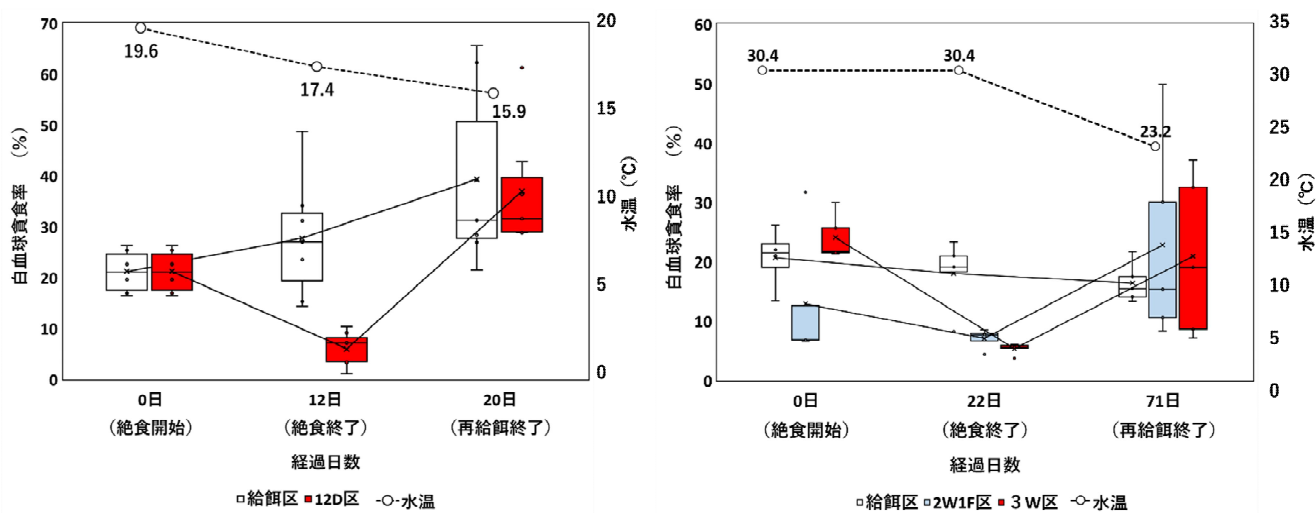 70
60
50
40
30
20
10
0
白血球貪食率 (%)
20
15
10
5
0
水温 (℃)
19.6
17.4
15.9
0日
12日
20日
(絶食開始)
(絶食終了)
(再給餌終了)
経過日数
給餌区 12D区 水温
60
50
40
30
20
10
0
白血球貪食率 (%)
35
30
25
20
15
10
5
0
水温 (℃)
30.4
30.4
23.2
0日
22日
71日
(絶食開始)
(絶食終了)
(再給餌終了)
経過日数
給餌区 2W1F区 3W区 水温